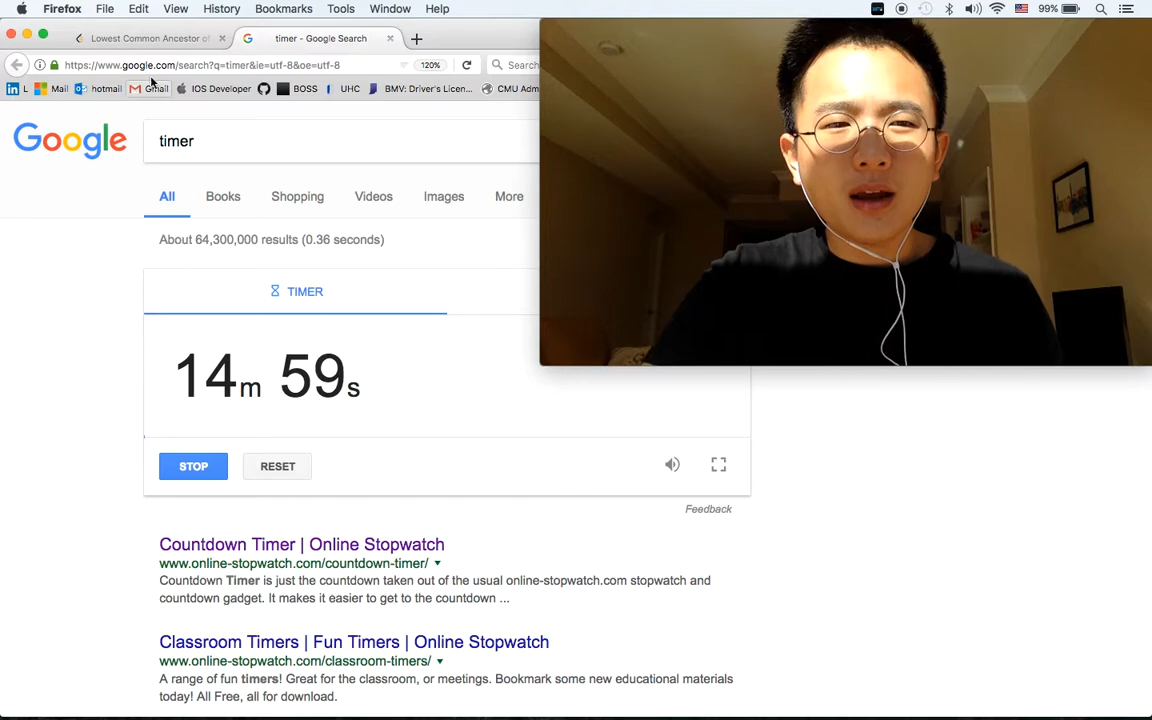 Firefox File Edit View History Bookmarks Tools Window Help 99%
Lowest Common Ancestor of timer - Google Search
https://www.google.com/search?q=timer&ie=utf-8&oe=utf-8 120% Search
L Mail hotmail Gmail IOS Developer BOSS UHC BMV: Driver's Licen... CMU Adm
Google timer
All Books Shopping Videos Images More
About 64,300,000 results (0.36 seconds)
TIMER
14m 59s
STOP RESET
Feedback
Countdown Timer | Online Stopwatch
www.online-stopwatch.com/countdown-timer/
Countdown Timer is just the countdown taken out of the usual online-stopwatch.com stopwatch and
countdown gadget. It makes it easier to get to the countdown ...
Classroom Timers | Fun Timers | Online Stopwatch
www.online-stopwatch.com/classroom-timers/
A range of fun timers! Great for the classroom, or meetings. Bookmark some new educational materials
today! All Free, all for download.